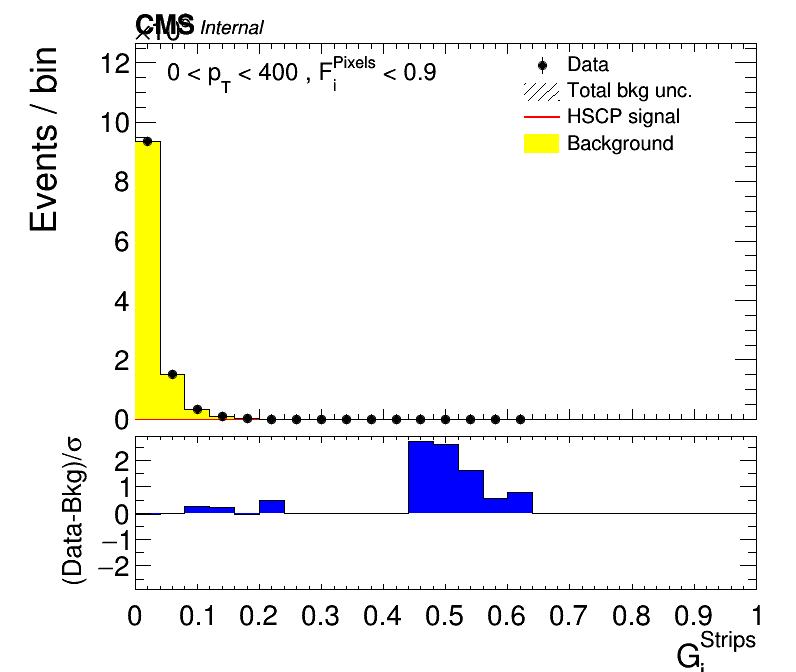 CMS Internal
Events / bin
0 < p_T < 400 , F_i^Pixels < 0.9
Data
Total bkg unc.
HSCP signal
Background
12
10
8
6
4
2
0
(Data-Bkg)/σ
2
1
0
−1
−2
0 0.1 0.2 0.3 0.4 0.5 0.6 0.7 0.8 0.9 1
G_i^Strips